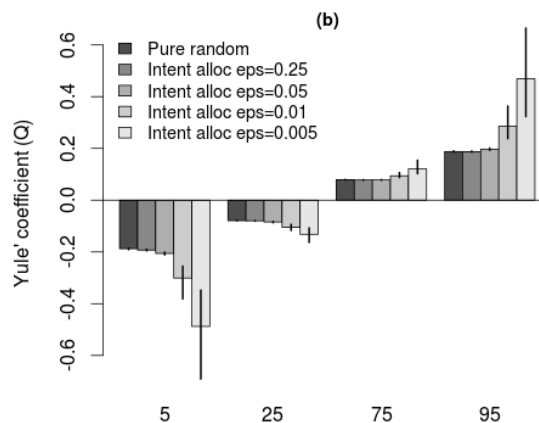 (b)
Yule' coefficient (Q)
0.6
0.4
0.2
0.0
-0.2
-0.4
-0.6
Pure random
Intent alloc eps=0.25
Intent alloc eps=0.05
Intent alloc eps=0.01
Intent alloc eps=0.005
5 25 75 95